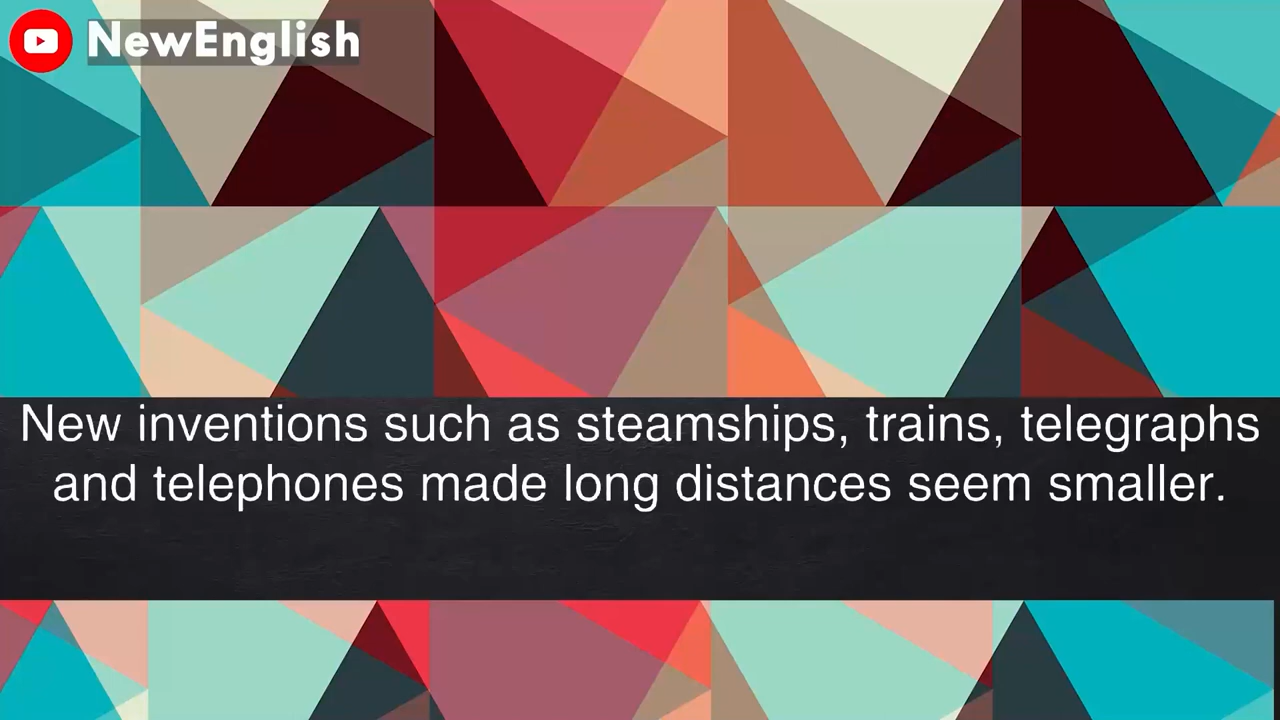 NewEnglish
New inventions such as steamships, trains, telegraphs
and telephones made long distances seem smaller.